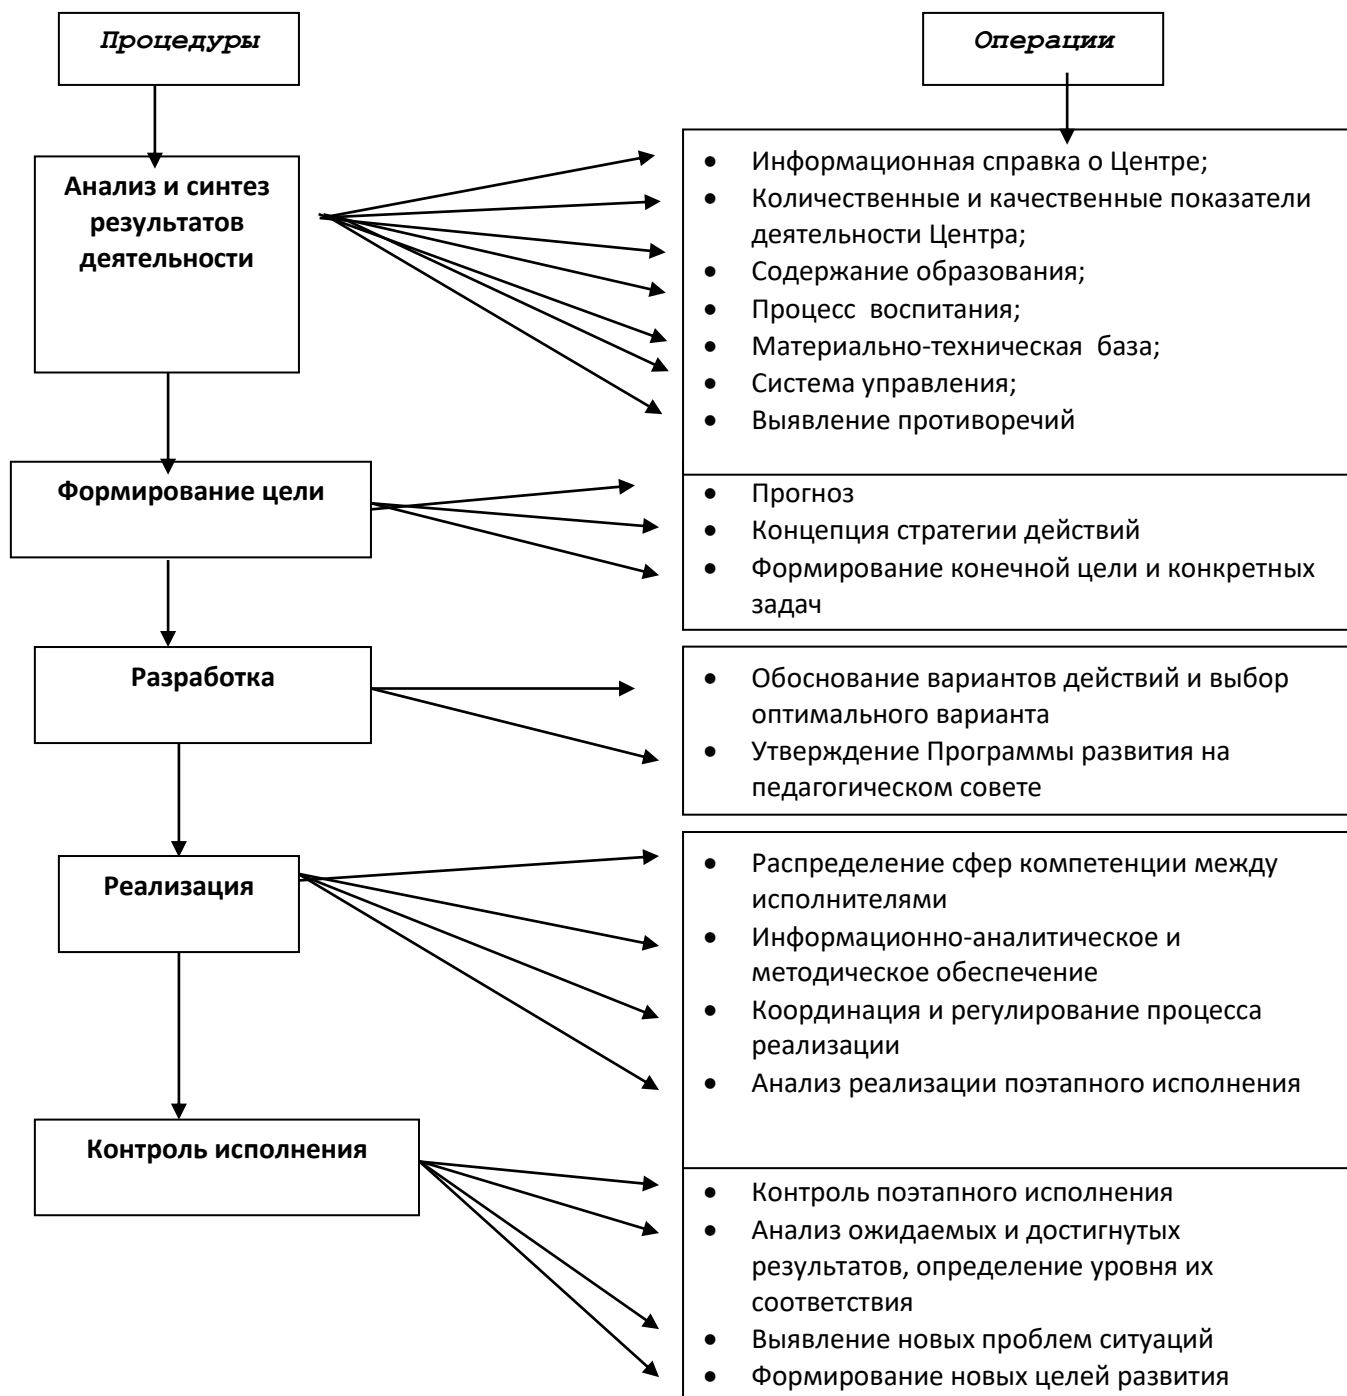 Процедуры
Операции
Анализ и синтез
результатов
деятельности
• Информационная справка о Центре;
• Количественные и качественные показатели
деятельности Центра;
• Содержание образования;
• Процесс воспитания;
• Материально-техническая база;
• Система управления;
• Выявление противоречий
Формирование цели
• Прогноз
• Концепция стратегии действий
• Формирование конечной цели и конкретных
задач
Разработка
• Обоснование вариантов действий и выбор
оптимального варианта
• Утверждение Программы развития на
педагогическом совете
Реализация
• Распределение сфер компетенции между
исполнителями
• Информационно-аналитическое и
методическое обеспечение
• Координация и регулирование процесса
реализации
• Анализ реализации поэтапного исполнения
Контроль исполнения
• Контроль поэтапного исполнения
• Анализ ожидаемых и достигнутых
результатов, определение уровня их
соответствия
• Выявление новых проблем ситуаций
• Формирование новых целей развития